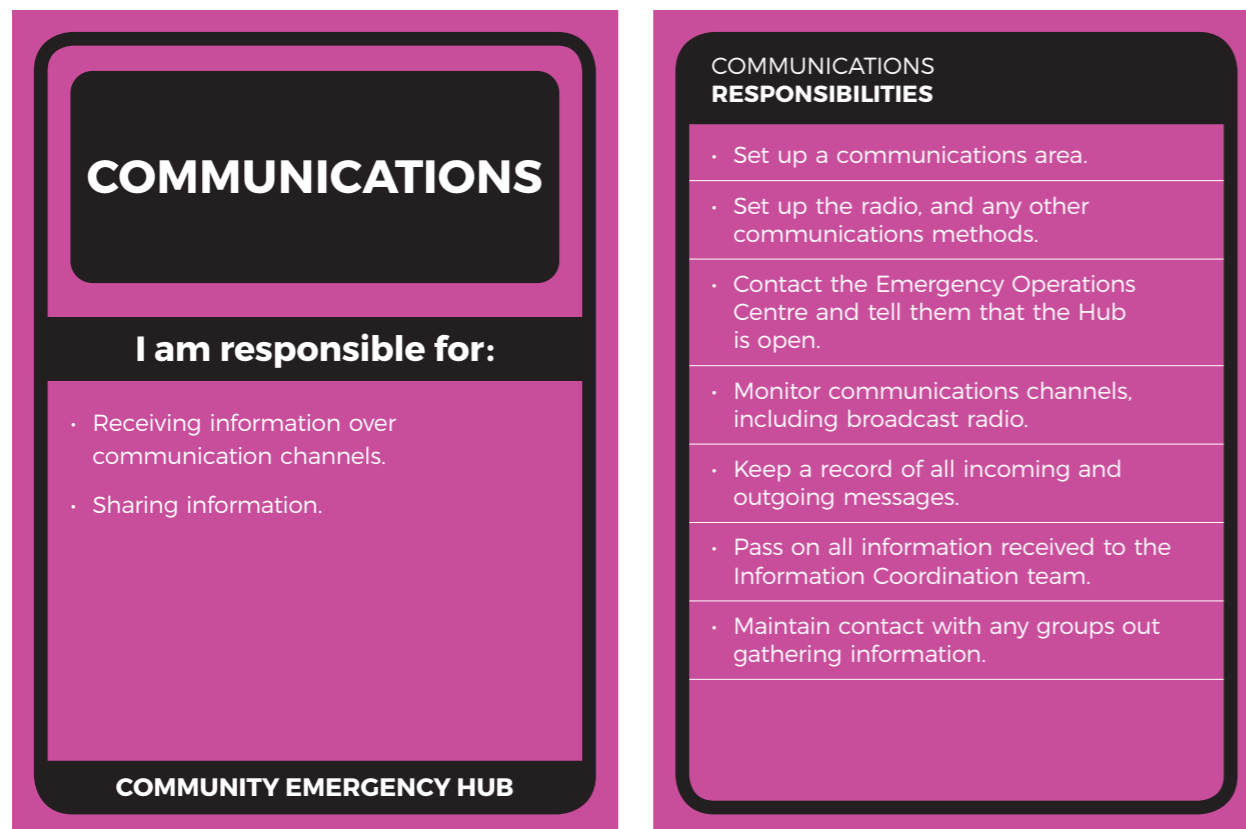 COMMUNICATIONS
I am responsible for:
• Receiving information over
communication channels.
• Sharing information.
COMMUNITY EMERGENCY HUB
COMMUNICATIONS
RESPONSIBILITIES
• Set up a communications area.
• Set up the radio, and any other
communications methods.
• Contact the Emergency Operations
Centre and tell them that the Hub
is open.
• Monitor communications channels,
including broadcast radio.
• Keep a record of all incoming and
outgoing messages.
• Pass on all information received to the
Information Coordination team.
• Maintain contact with any groups out
gathering information.